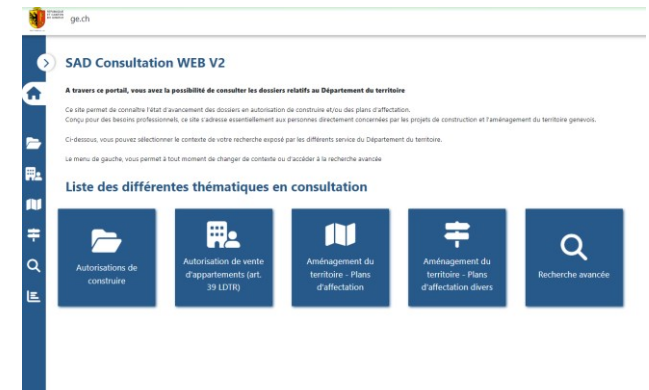 ge.ch
SAD Consultation WEB V2
A travers ce portail, vous avez la possibilité de consulter les dossiers relatifs au Département du territoire
Ce site permet de connaître l'état d'avancement des dossiers en autorisation de construire et/ou des plans d'affectation.
Conçu pour des besoins professionnels, ce site s'adresse essentiellement aux personnes directement concernées par les projets de construction et l'aménagement du territoire genevois.
Ci-dessous, vous pouvez sélectionner le contexte de votre recherche exposé par les différents service du Département du territoire.
Le menu de gauche, vous permet à tout moment de changer de contexte ou d'accéder à la recherche avancée
Liste des différentes thématiques en consultation
Autorisations de
construire
Autorisation de vente
d'appartements (art.
39 LDTR)
Aménagement du
territoire - Plans
d'affectation
Aménagement du
territoire - Plans
d'affectation divers
Recherche avancée